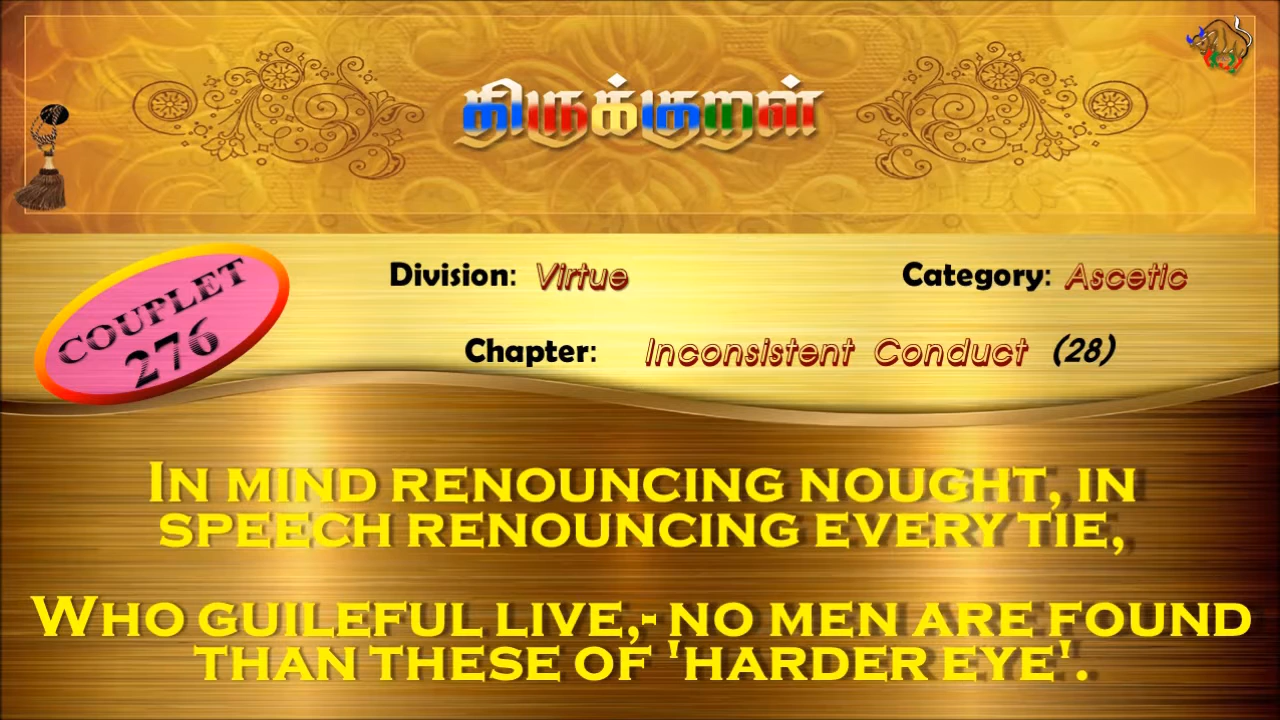 திருக்குறள்
COUPLET
276
Division: Virtue
Category: Ascetic
Chapter: Inconsistent Conduct (28)
IN MIND RENOUNCING NOUGHT, IN
SPEECH RENOUNCING EVERY TIE,
WHO GUILEFUL LIVE,- NO MEN ARE FOUND
THAN THESE OF 'HARDER EYE'.